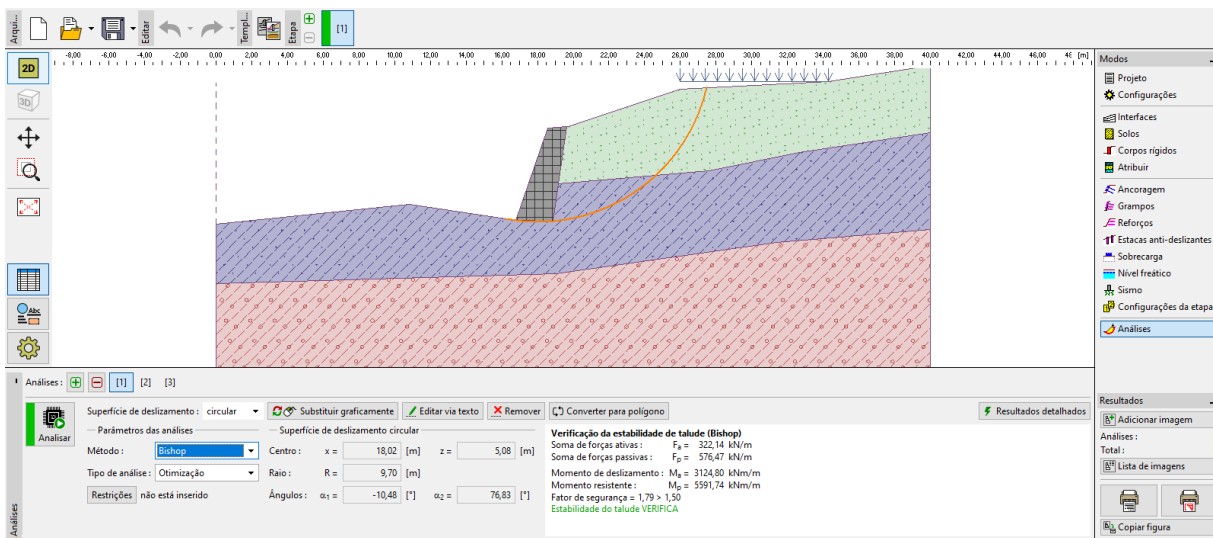 Arqui...
Editar
Templ...
Etapa
[1]
-8,00 -6,00 -4,00 -2,00 0,00 2,00 4,00 6,00 8,00 10,00 12,00 14,00 16,00 18,00 20,00 22,00 24,00 26,00 28,00 30,00 32,00 34,00 36,00 38,00 40,00 42,00 44,00 46,00 4ε [m]
2D
3D
Abc
Modos
Projeto
Configurações
Interfaces
Solos
Corpos rígidos
Atribuir
Ancoragem
Grampos
Reforços
Estacas anti-deslizantes
Sobrecarga
Nível freático
Sismo
Configurações da etapa
Análises
Análises : [1] [2] [3]
Analisar
Superfície de deslizamento : circular
Substituir graficamente
Editar via texto
Remover
Converter para polígono
Resultados detalhados
Parâmetros das análises
Método : Bishop
Tipo de análise : Otimização
Restrições não está inserido
Superfície de deslizamento circular
Centro : x = 18,02 [m] z = 5,08 [m]
Raio : R = 9,70 [m]
Ângulos : α1 = -10,48 [°] α2 = 76,83 [°]
Verificação da estabilidade de talude (Bishop)
Soma de forças ativas : Fa = 322,14 kN/m
Soma de forças passivas : Fp = 576,47 kN/m
Momento de deslizamento : Ma = 3124,80 kNm/m
Momento resistente : Mp = 5591,74 kNm/m
Fator de segurança = 1,79 > 1,50
Estabilidade do talude VERIFICA
Análises
Resultados
Adicionar imagem
Análises :
Total :
Lista de imagens
Copiar figura